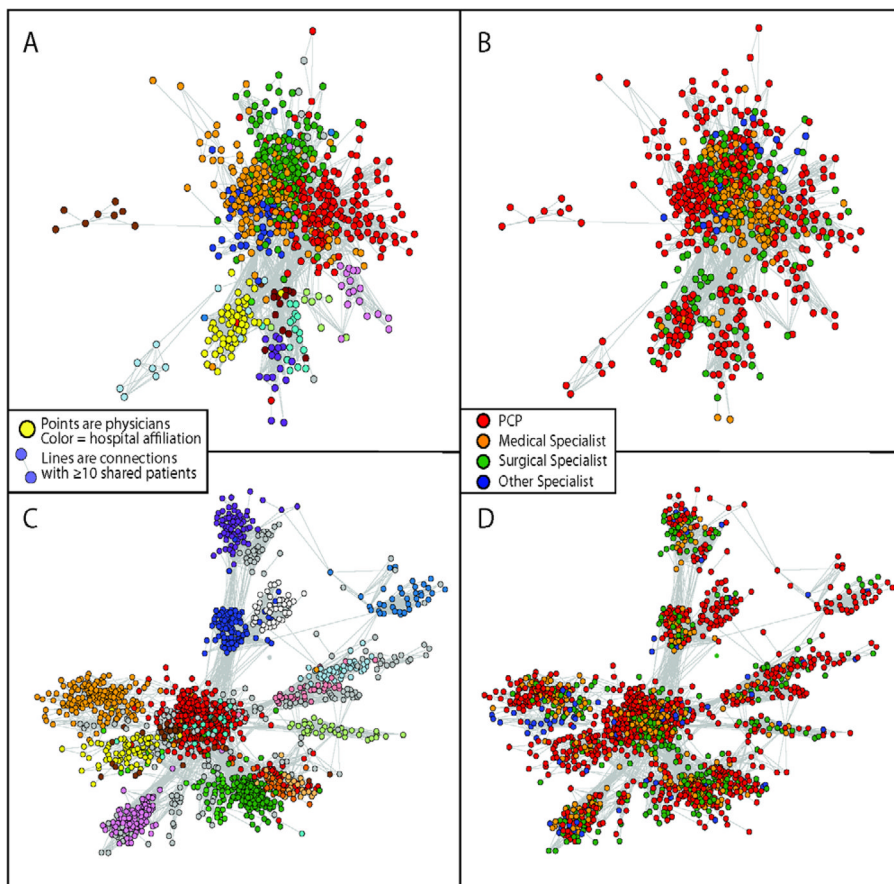 A
B
Points are physicians
Color = hospital affiliation
Lines are connections
with ≥10 shared patients
PCP
Medical Specialist
Surgical Specialist
Other Specialist
C
D